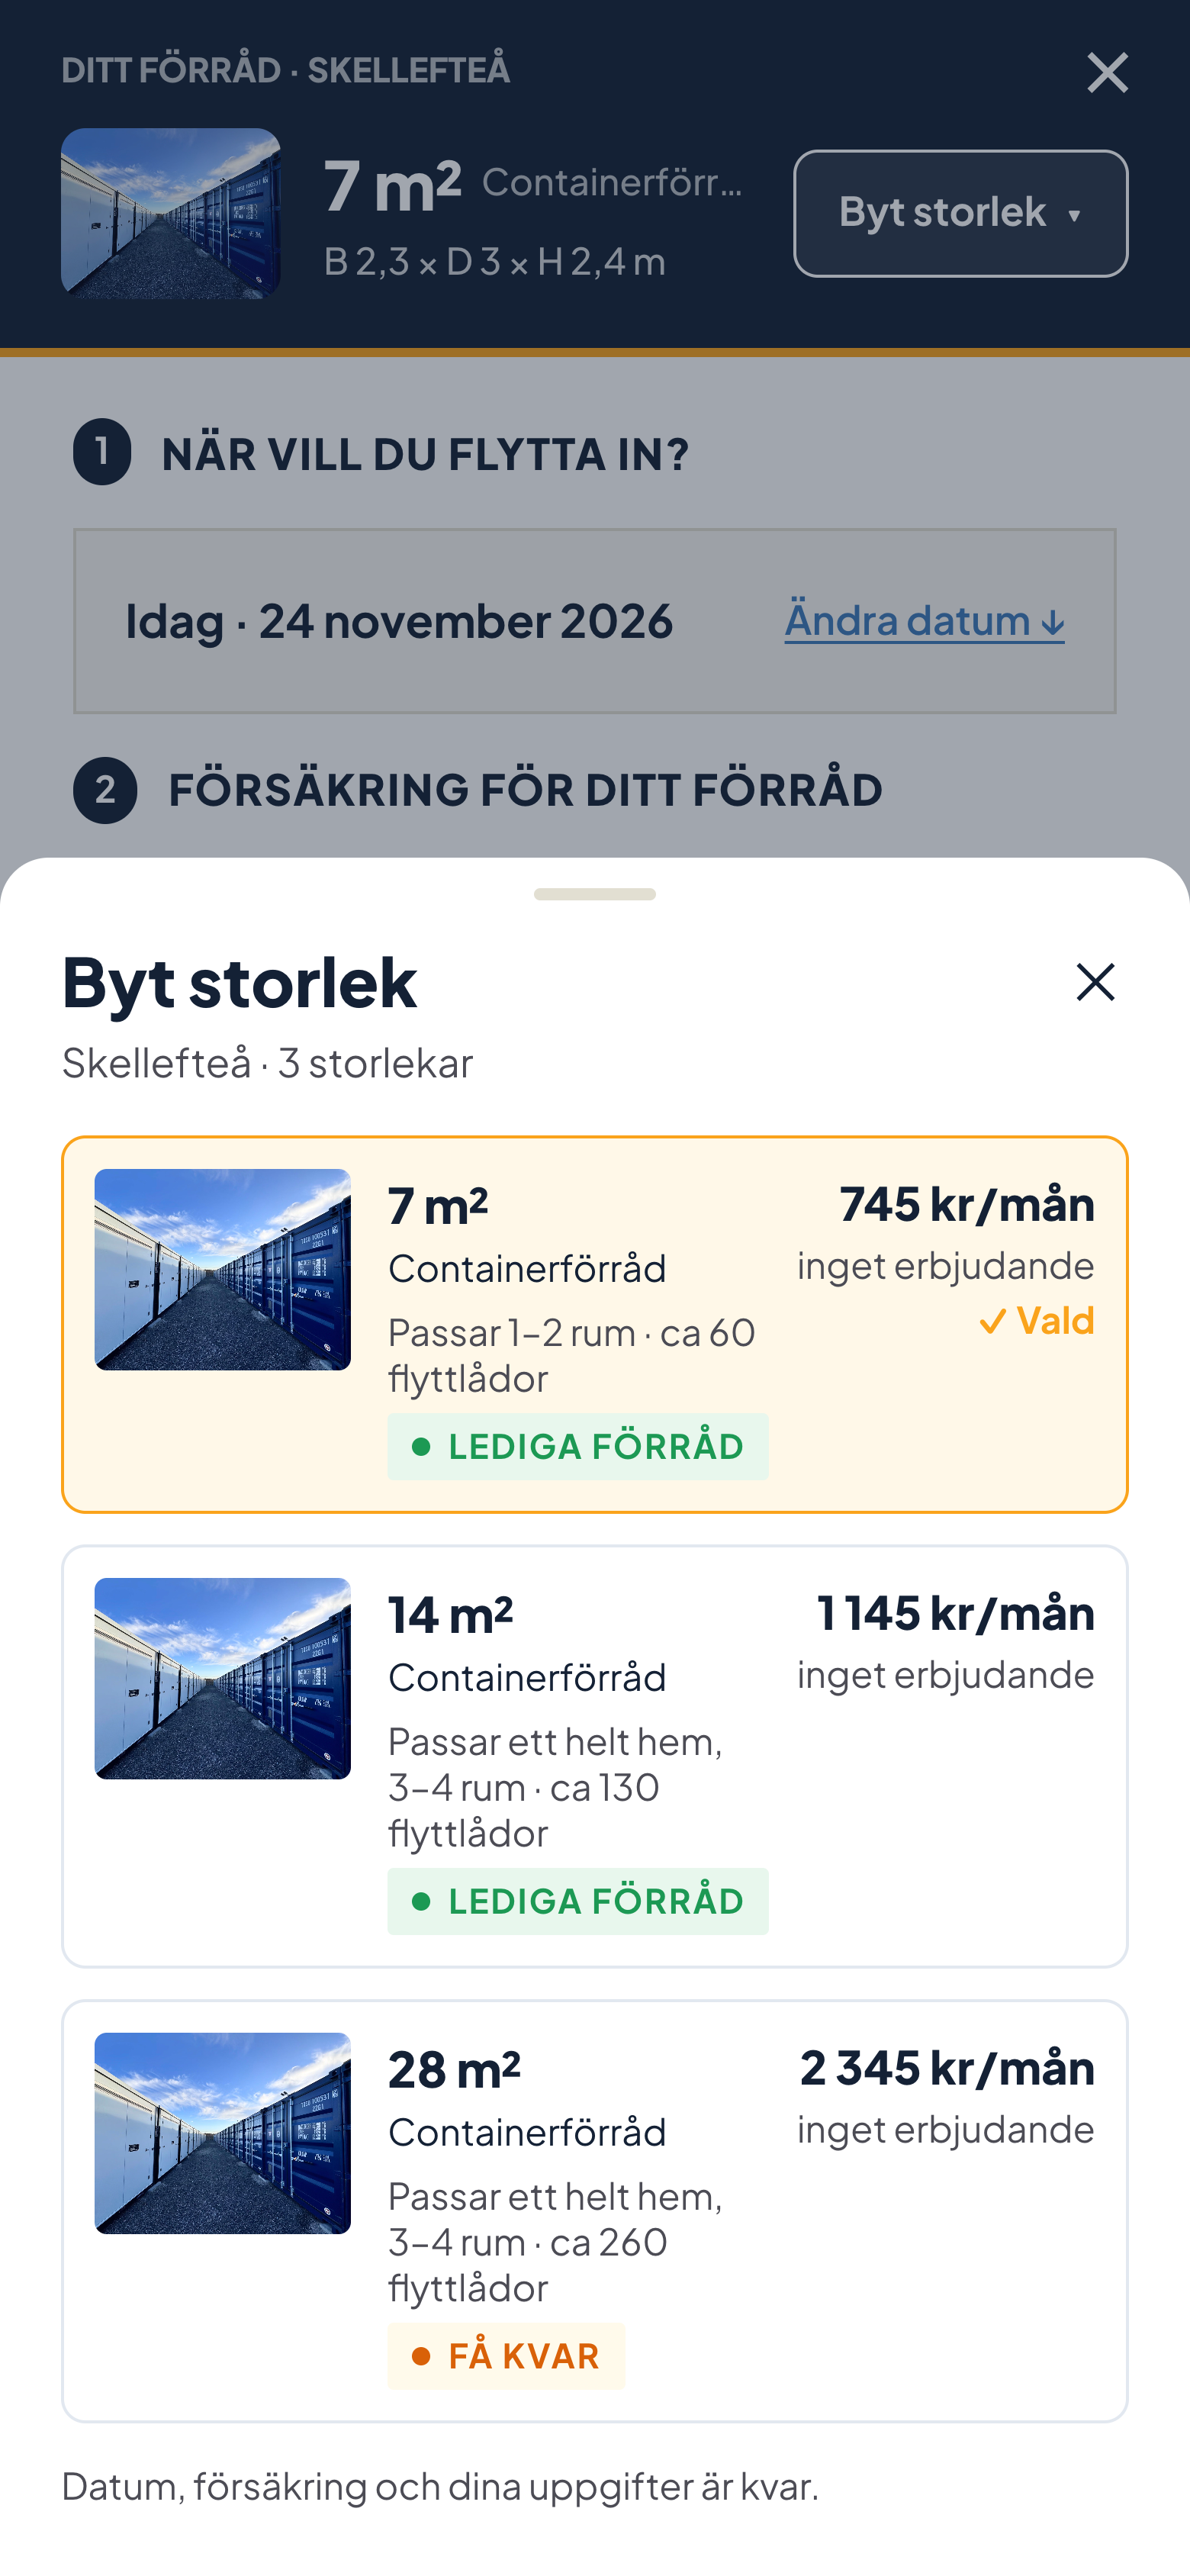 DITT FÖRRÅD · SKELLEFTEÅ
7 m² Containerförr...
Byt storlek ▼
B 2,3 × D 3 × H 2,4 m
1 NÄR VILL DU FLYTTA IN?
Idag · 24 november 2026
Ändra datum ↓
2 FÖRSÄKRING FÖR DITT FÖRRÅD
Byt storlek
Skellefteå · 3 storlekar
7 m²
745 kr/mån
Containerförråd
inget erbjudande
✓ Vald
Passar 1–2 rum · ca 60
flyttlådor
LEDIGA FÖRRÅD
14 m²
1 145 kr/mån
Containerförråd
inget erbjudande
Passar ett helt hem,
3–4 rum · ca 130
flyttlådor
LEDIGA FÖRRÅD
28 m²
2 345 kr/mån
Containerförråd
inget erbjudande
Passar ett helt hem,
3–4 rum · ca 260
flyttlådor
FÅ KVAR
Datum, försäkring och dina uppgifter är kvar.